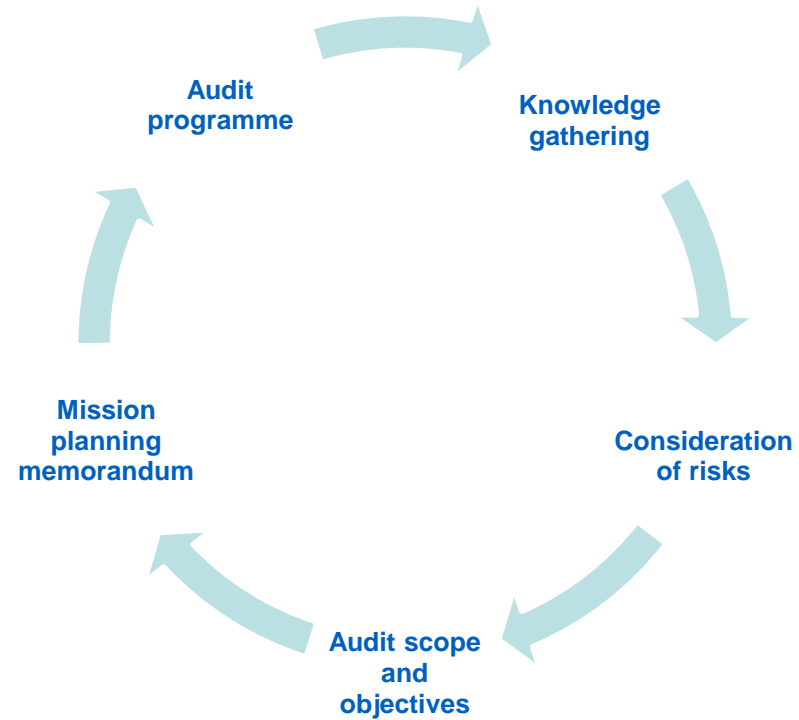 Audit
programme
Knowledge
gathering
Consideration
of risks
Audit scope
and
objectives
Mission
planning
memorandum